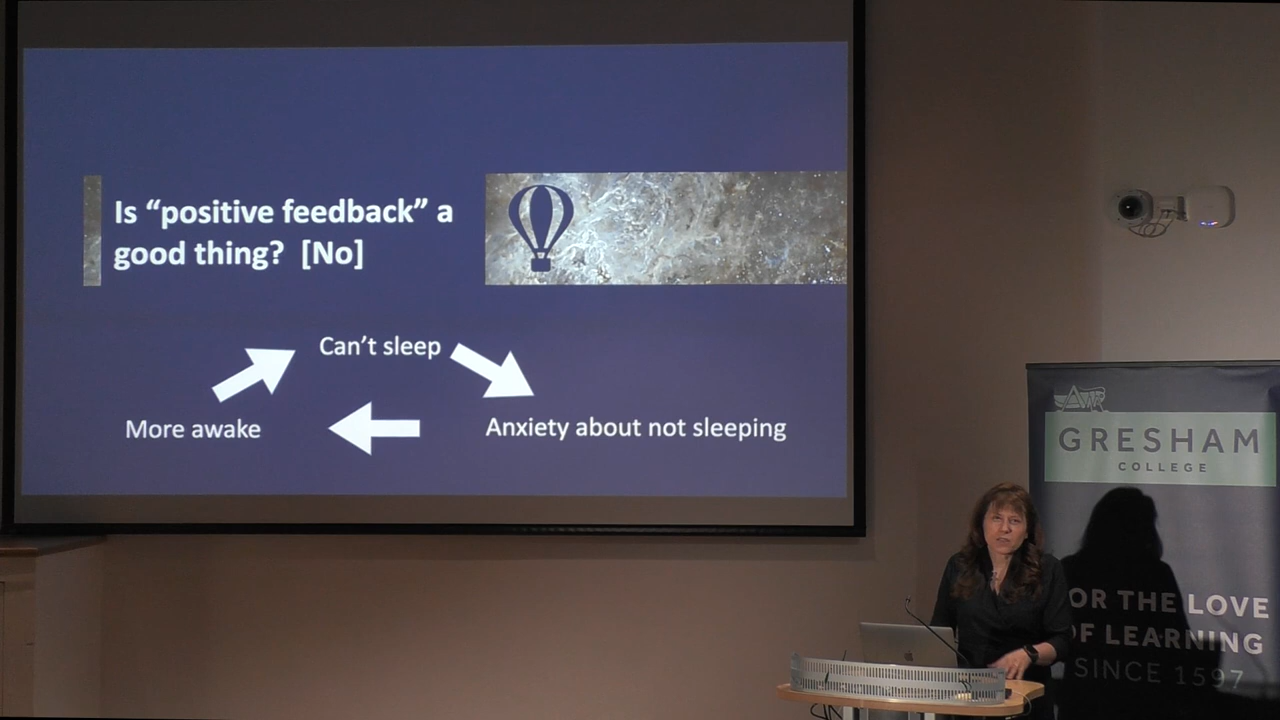 Is “positive feedback” a
good thing? [No]
Can’t sleep
More awake
Anxiety about not sleeping
GRESHAM
COLLEGE
OR THE LOVE
OF LEARNING
SINCE 1597